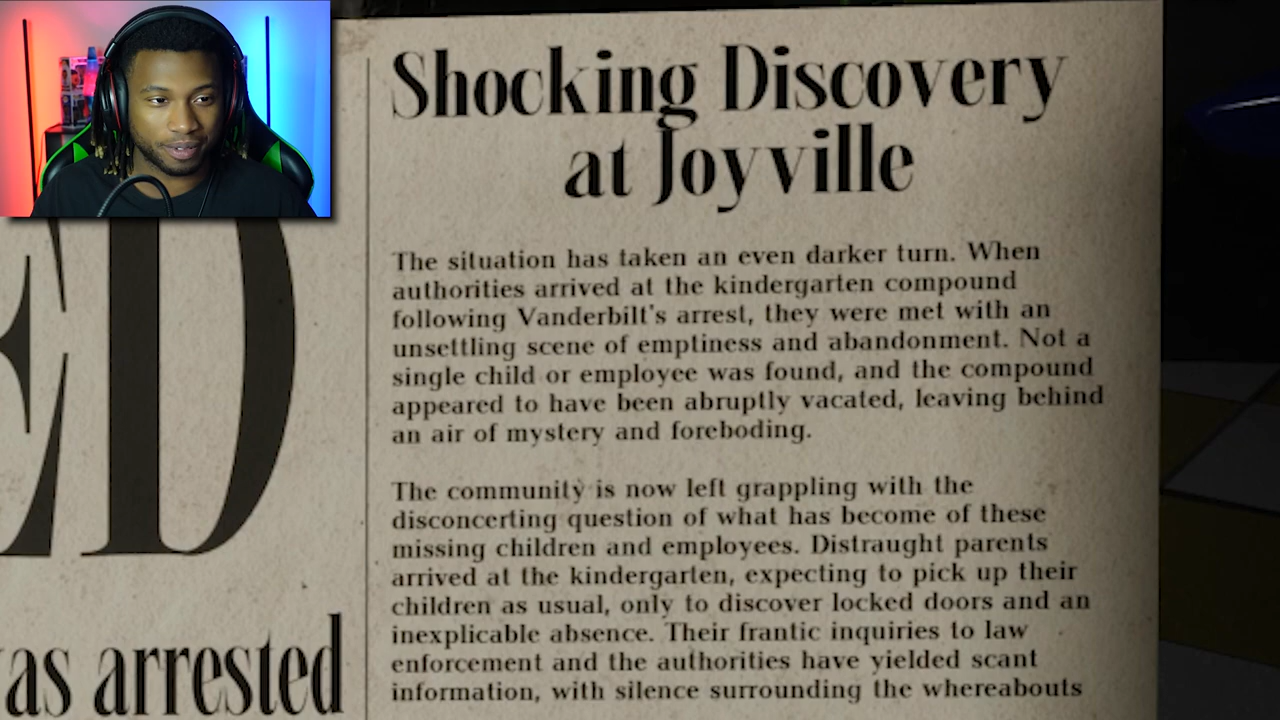 Shocking Discovery
at Joyville
The situation has taken an even darker turn. When
authorities arrived at the kindergarten compound
following Vanderbilt's arrest, they were met with an
unsettling scene of emptiness and abandonment. Not a
single child or employee was found, and the compound
appeared to have been abruptly vacated, leaving behind
an air of mystery and foreboding.
The community is now left grappling with the
disconcerting question of what has become of these
missing children and employees. Distraught parents
arrived at the kindergarten, expecting to pick up their
children as usual, only to discover locked doors and an
inexplicable absence. Their frantic inquiries to law
enforcement and the authorities have yielded scant
information, with silence surrounding the whereabouts
ED
as arrested